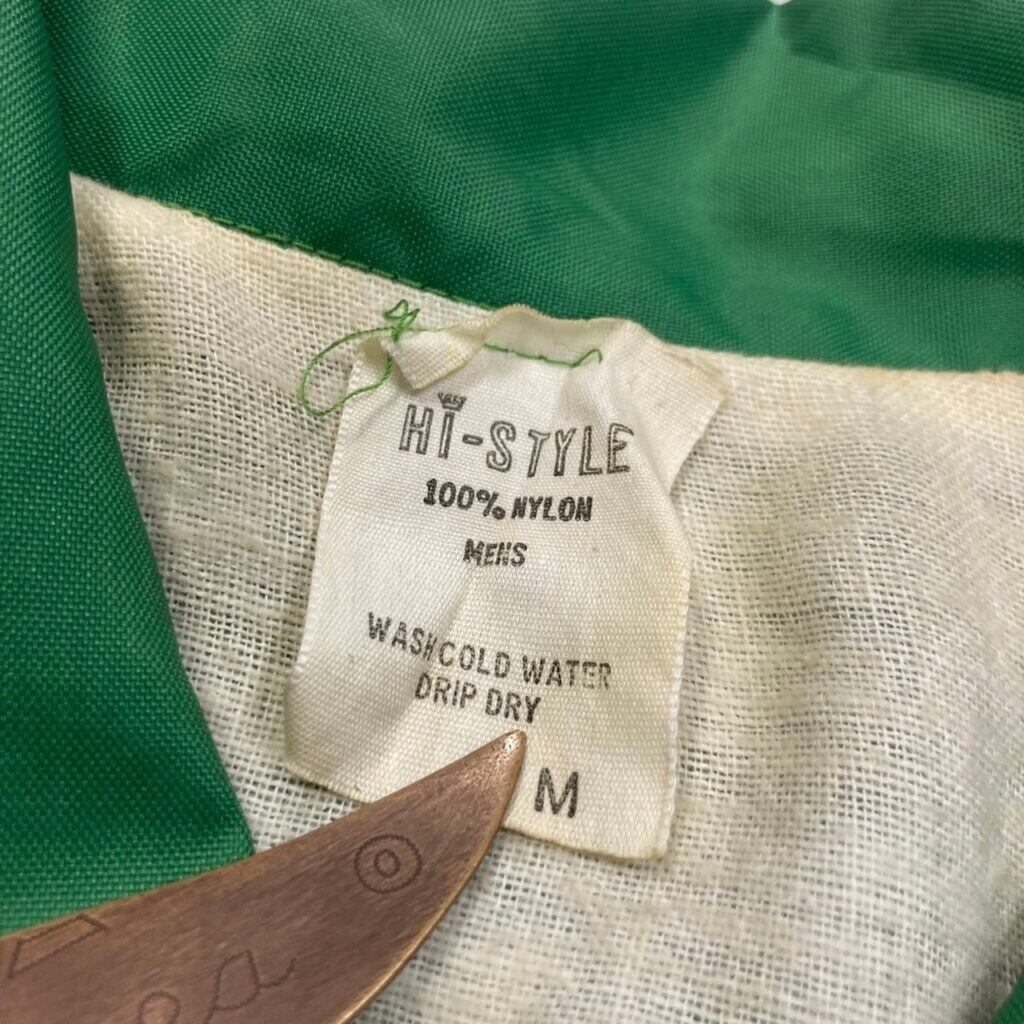 HI-STYLE
100% NYLON
MENS
WASH COLD WATER
DRIP DRY
M